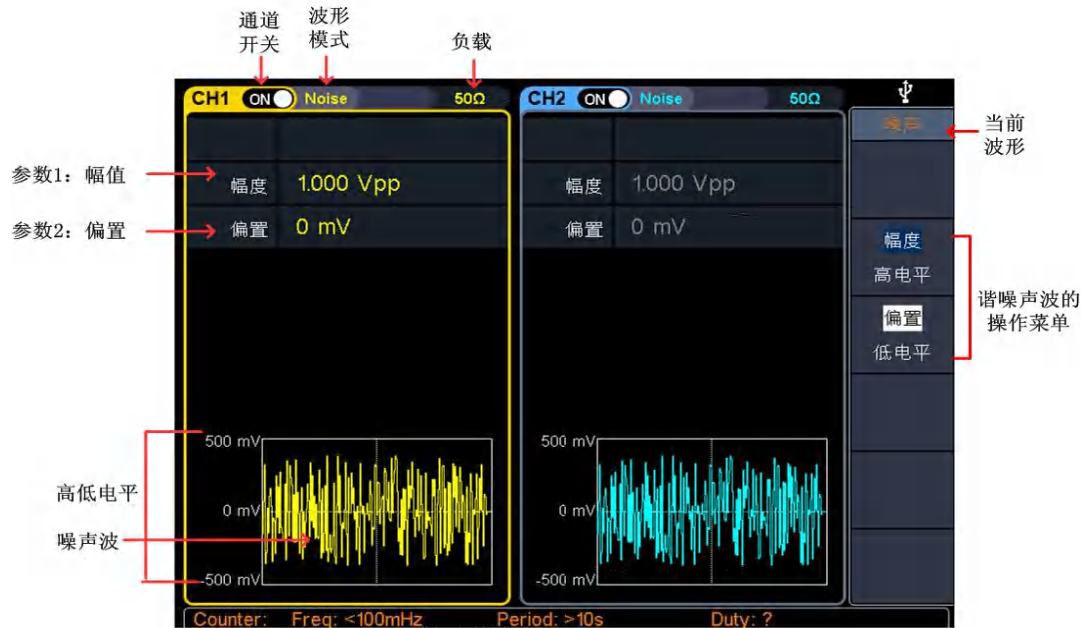 通道
开关
波形
模式
负载
CH1 ON Noise 50Ω
CH2 ON Noise 50Ω
噪声
当前
波形
参数1：幅值
幅度 1.000 Vpp
幅度 1.000 Vpp
参数2：偏置
偏置 0 mV
偏置 0 mV
幅度
高电平
偏置
低电平
谐噪声波的
操作菜单
500 mV
0 mV
-500 mV
500 mV
0 mV
-500 mV
高低电平
噪声波
Counter: Freq: <100mHz Period: >10s Duty: ?